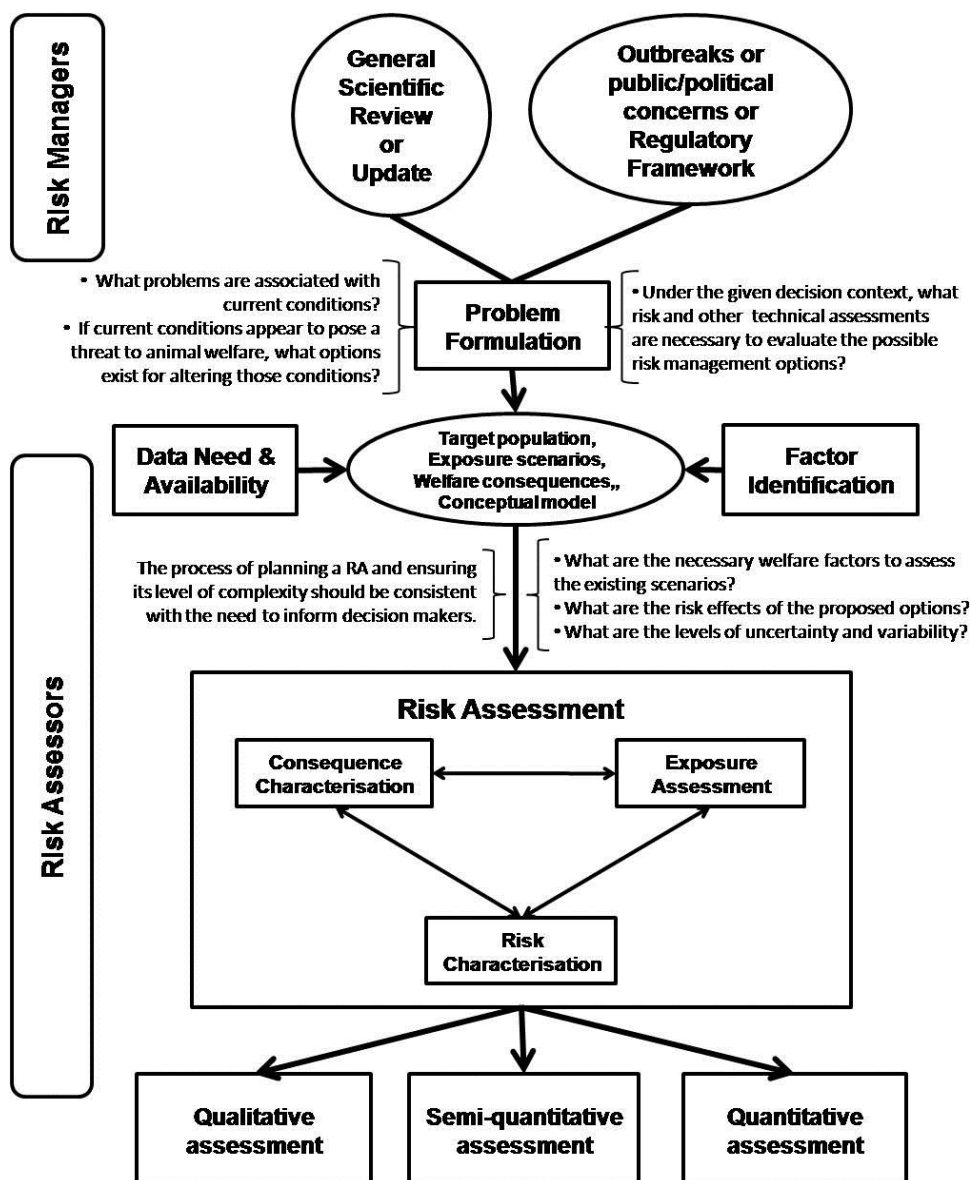 Risk Managers
General
Scientific
Review
or
Update
Outbreaks or
public/political
concerns or
Regulatory
Framework
• What problems are associated with
current conditions?
• If current conditions appear to pose a
threat to animal welfare, what options
exist for altering those conditions?
Problem
Formulation
• Under the given decision context, what
risk and other technical assessments
are necessary to evaluate the possible
risk management options?
Risk Assessors
Data Need &
Availability
Target population,
Exposure scenarios,
Welfare consequences,,
Conceptual model
Factor
Identification
The process of planning a RA and ensuring
its level of complexity should be consistent
with the need to inform decision makers.
• What are the necessary welfare factors to assess
the existing scenarios?
• What are the risk effects of the proposed options?
• What are the levels of uncertainty and variability?
Risk Assessment
Consequence
Characterisation
Exposure
Assessment
Risk
Characterisation
Qualitative
assessment
Semi-quantitative
assessment
Quantitative
assessment